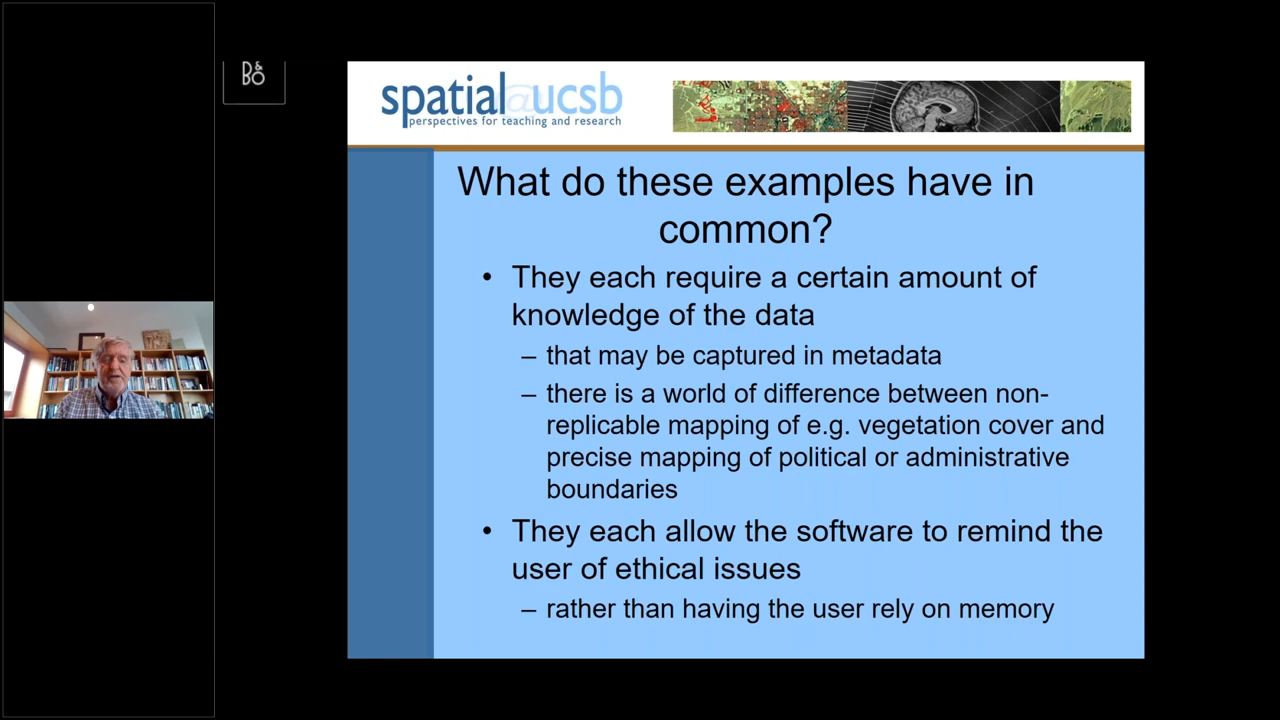 B&O
spatial@ucsb
perspectives for teaching and research
What do these examples have in
common?
• They each require a certain amount of
knowledge of the data
– that may be captured in metadata
– there is a world of difference between non-
replicable mapping of e.g. vegetation cover and
precise mapping of political or administrative
boundaries
• They each allow the software to remind the
user of ethical issues
– rather than having the user rely on memory